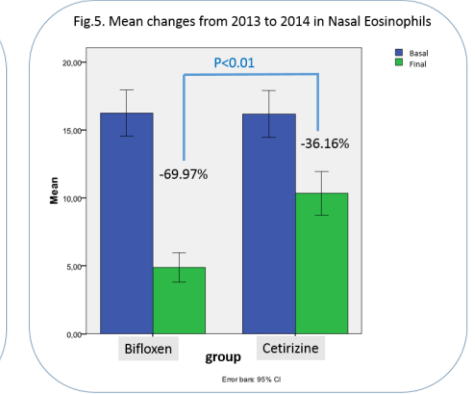 Fig.5. Mean changes from 2013 to 2014 in Nasal Eosinophils
Basal
Final
20,00
15,00
10,00
5,00
0,00
Mean
P<0.01
-69.97%
-36.16%
Bifloxen
Cetirizine
group
Error bars: 95% CI